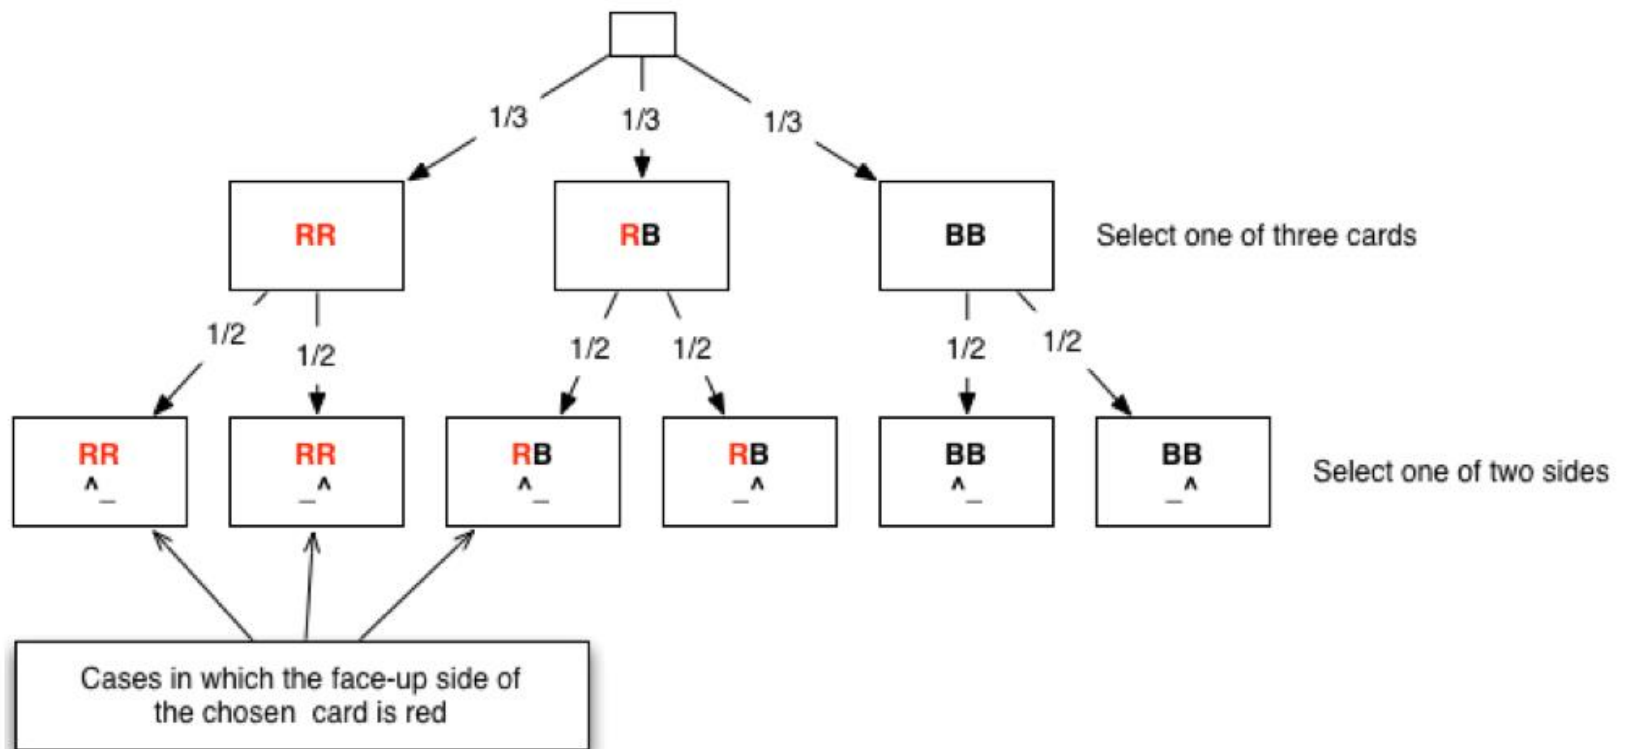 1/3 1/3 1/3
RR RB BB Select one of three cards
1/2 1/2 1/2 1/2 1/2 1/2
RR RR RB RB BB BB
^_ _^ ^_ _^ ^_ _^
Select one of two sides
Cases in which the face-up side of
the chosen card is red